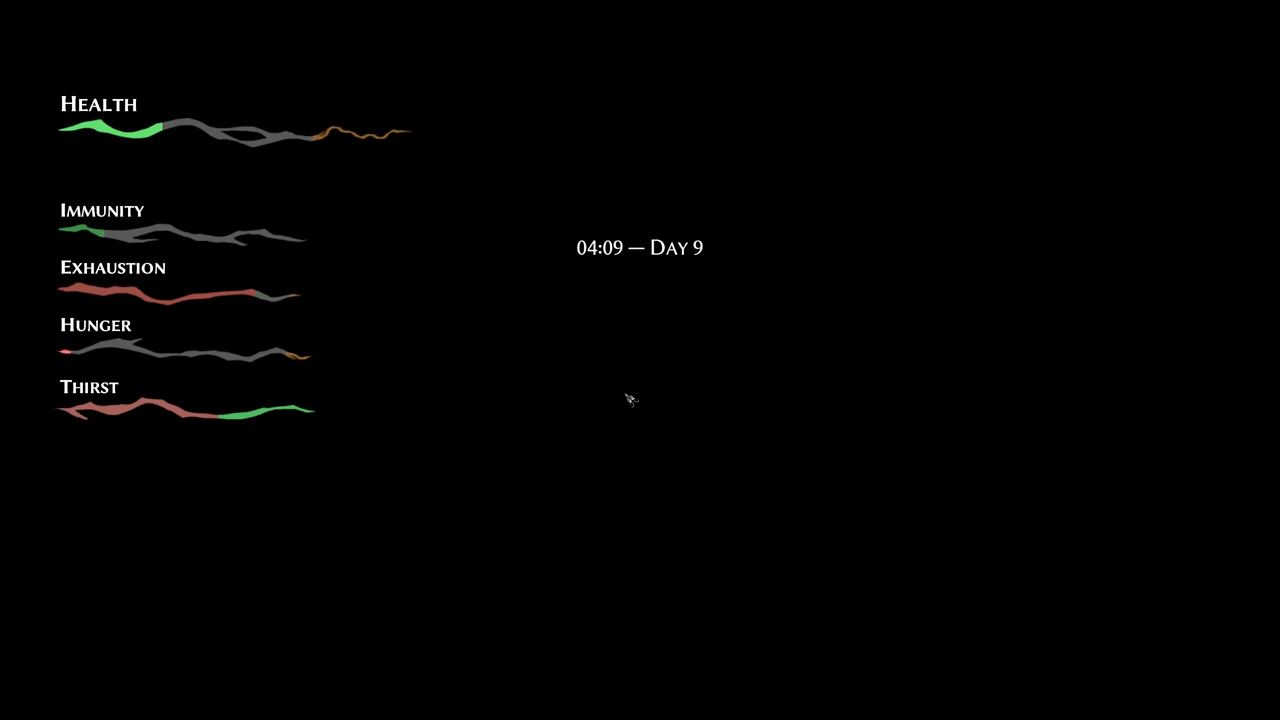 Health
Immunity
04:09 — Day 9
Exhaustion
Hunger
Thirst